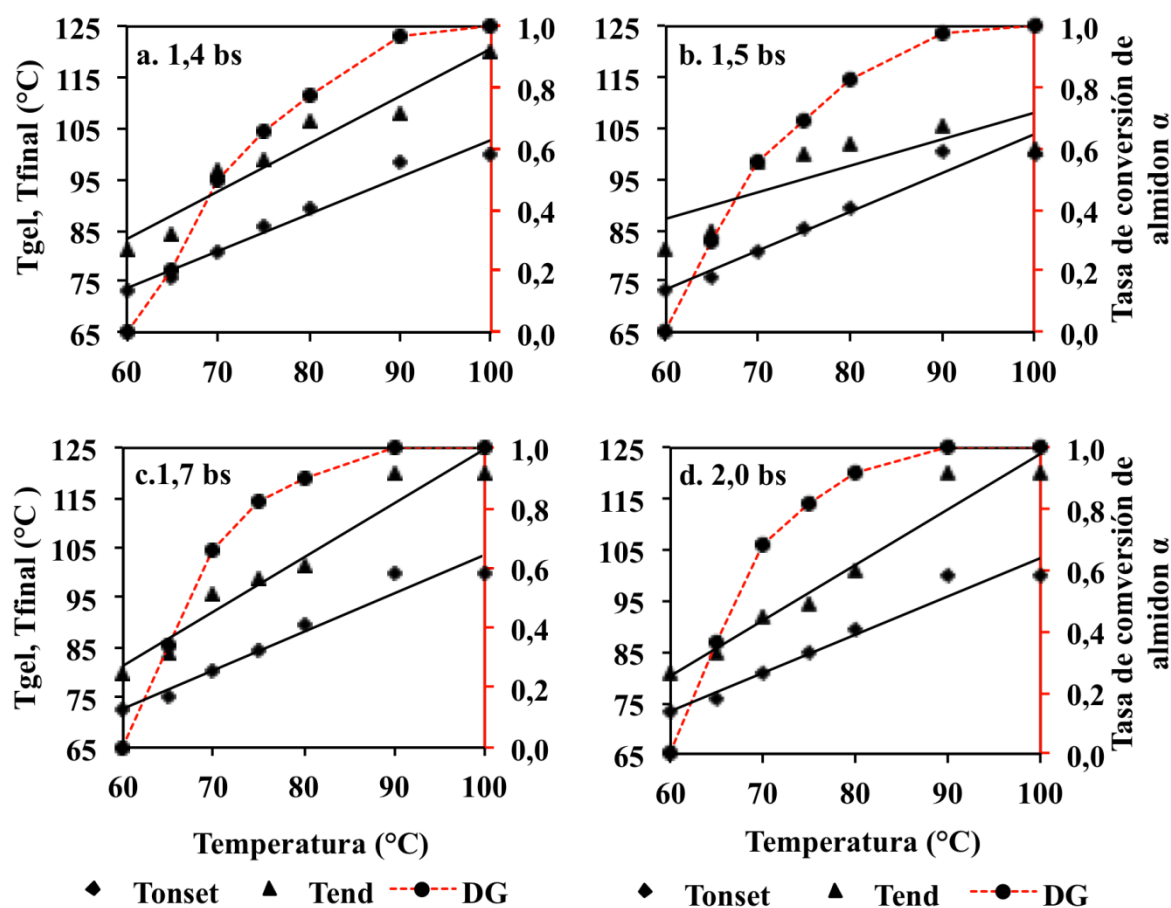 a. 1,4 bs
125
115
105
95
85
75
65
Tgel, Tfinal (°C)
1,0
0,8
0,6
0,4
0,2
0,0
60 70 80 90 100
b. 1,5 bs
125
115
105
95
85
75
65
1,0
0,8
0,6
0,4
0,2
0,0
Tasa de conversión de
almidon α
60 70 80 90 100
c.1,7 bs
125
115
105
95
85
75
65
Tgel, Tfinal (°C)
1,0
0,8
0,6
0,4
0,2
0,0
60 70 80 90 100
Temperatura (°C)
d. 2,0 bs
125
115
105
95
85
75
65
1,0
0,8
0,6
0,4
0,2
0,0
Tasa de comversión de
almidon α
60 70 80 90 100
Temperatura (°C)
Tonset Tend DG
Tonset Tend DG